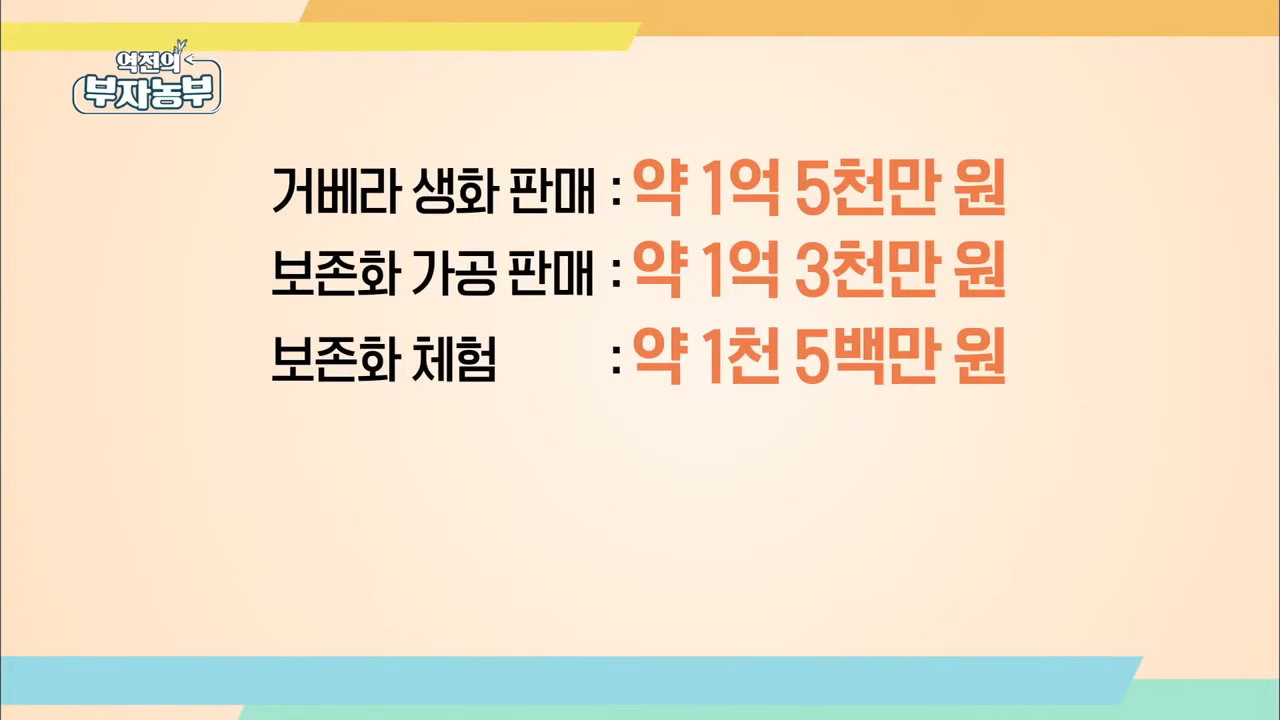 역전의
부자농부
거베라 생화 판매 : 약 1억 5천만 원
보존화 가공 판매 : 약 1억 3천만 원
보존화 체험 : 약 1천 5백만 원